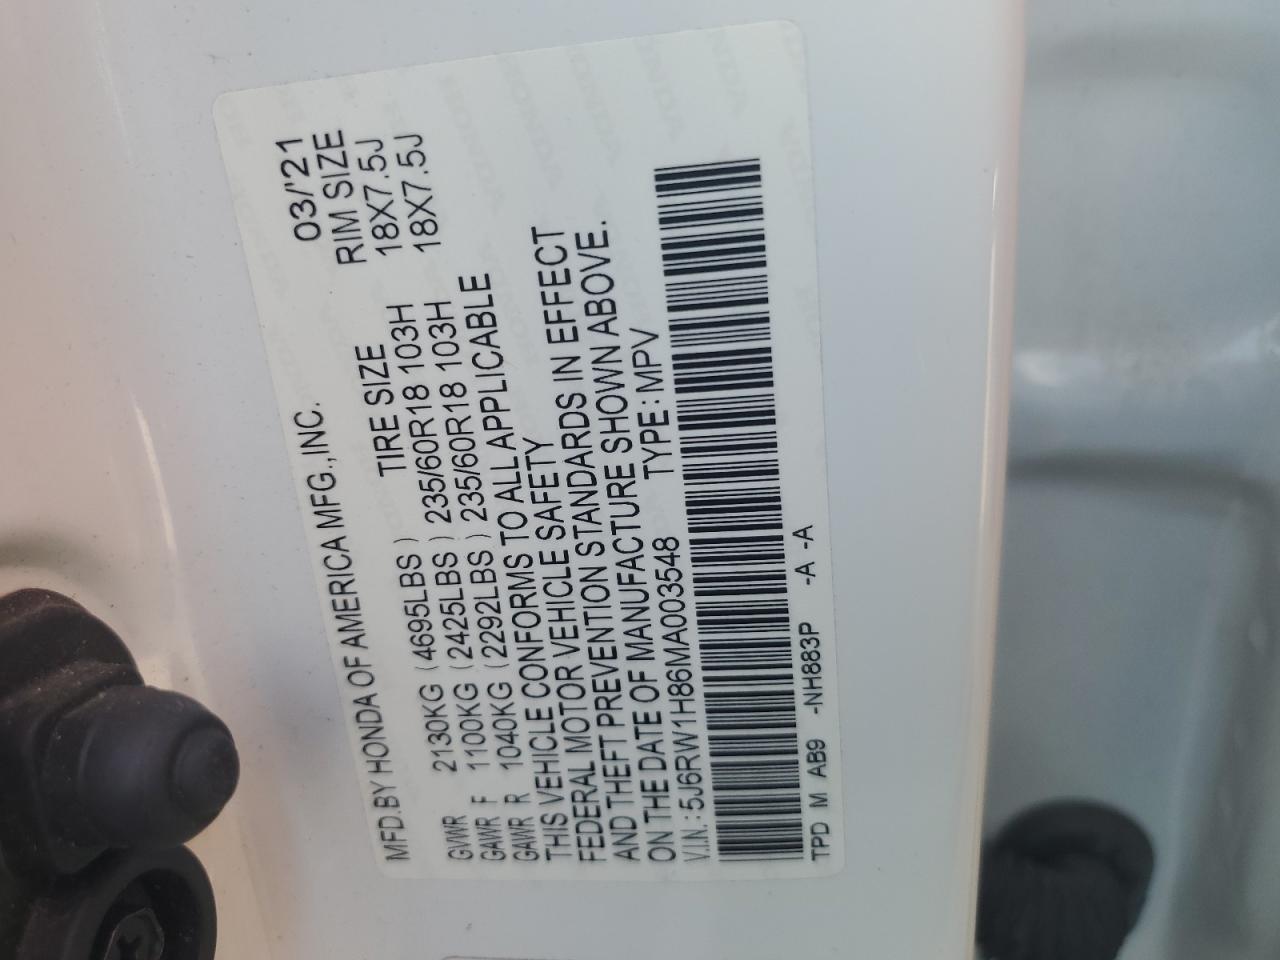 MFD.BY HONDA OF AMERICA MFG.,INC. 03/'21
TIRE SIZE RIM SIZE
GVWR 2130KG (4695LBS)
GAWR F 1100KG (2425LBS) 235/60R18 103H 18X7.5J
GAWR R 1040KG (2292LBS) 235/60R18 103H 18X7.5J
THIS VEHICLE CONFORMS TO ALL APPLICABLE
FEDERAL MOTOR VEHICLE SAFETY
AND THEFT PREVENTION STANDARDS IN EFFECT
ON THE DATE OF MANUFACTURE SHOWN ABOVE.
V.I.N.:5J6RW1H86MA003548 TYPE:MPV
TPD M AB9 -NH883P -A -A